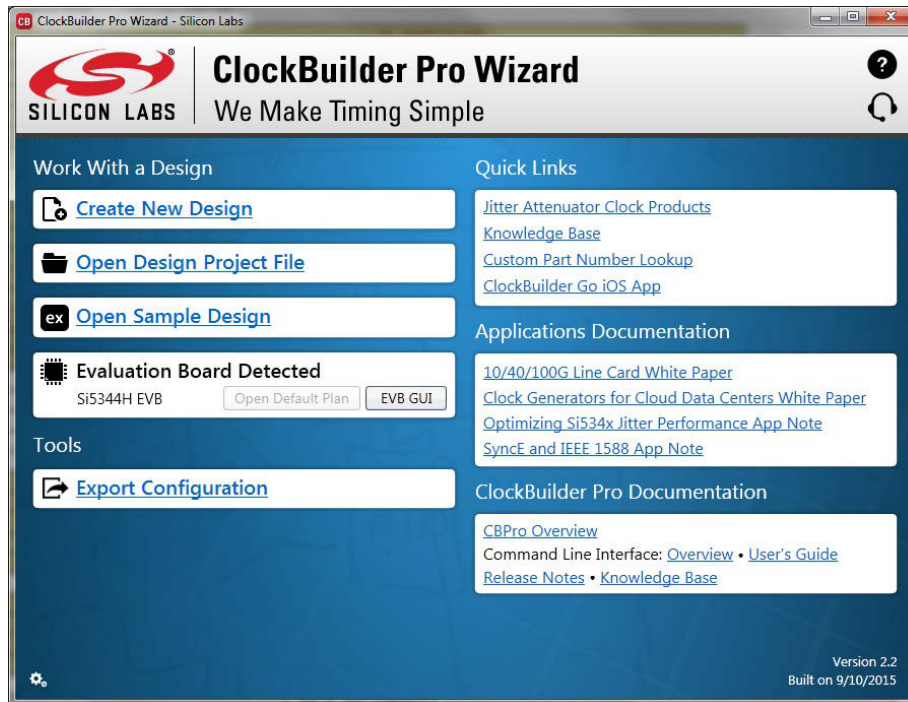 CB ClockBuilder Pro Wizard - Silicon Labs
SILICON LABS
ClockBuilder Pro Wizard
We Make Timing Simple
?
Work With a Design
Create New Design
Open Design Project File
ex Open Sample Design
Evaluation Board Detected
Si5344H EVB Open Default Plan EVB GUI
Tools
Export Configuration
Quick Links
Jitter Attenuator Clock Products
Knowledge Base
Custom Part Number Lookup
ClockBuilder Go iOS App
Applications Documentation
10/40/100G Line Card White Paper
Clock Generators for Cloud Data Centers White Paper
Optimizing Si534x Jitter Performance App Note
SyncE and IEEE 1588 App Note
ClockBuilder Pro Documentation
CBPro Overview
Command Line Interface: Overview • User's Guide
Release Notes • Knowledge Base
Version 2.2
Built on 9/10/2015